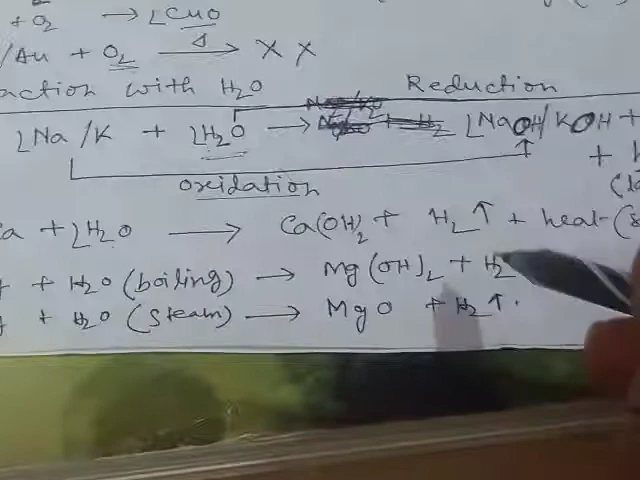 + O₂ → 2CuO
/Au + O₂ —Δ→ X X
action with H₂O Reduction
2Na/K + 2H₂O → 2NaOH/KOH +
oxidation
Ca + 2H₂O → Ca(OH)₂ + H₂↑ + heat
+ H₂O (boiling) → Mg(OH)₂ + H₂
+ H₂O (steam) → MgO + H₂↑.